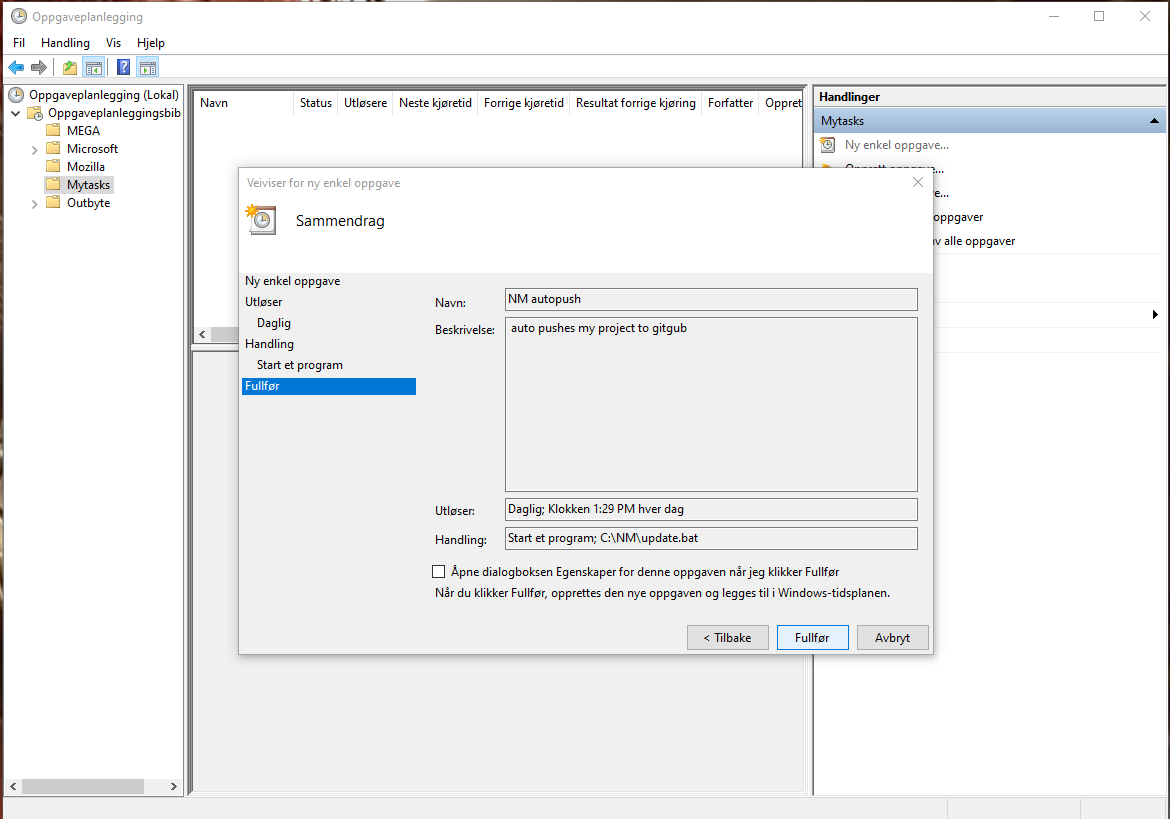 Oppgaveplanlegging
Fil Handling Vis Hjelp
Oppgaveplanlegging (Lokal)
Oppgaveplanleggingsbib
MEGA
Microsoft
Mozilla
Mytasks
Outbyte
Navn Status Utløsere Neste kjøretid Forrige kjøretid Resultat forrige kjøring Forfatter Oppret
Handlinger
Mytasks
Ny enkel oppgave...
Opprett oppgave...
e...
oppgaver
v alle oppgaver
Veiviser for ny enkel oppgave
Sammendrag
Ny enkel oppgave
Utløser
Daglig
Handling
Start et program
Fullfør
Navn: NM autopush
Beskrivelse: auto pushes my project to gitgub
Utløser: Daglig; Klokken 1:29 PM hver dag
Handling: Start et program; C:\NM\update.bat
Åpne dialogboksen Egenskaper for denne oppgaven når jeg klikker Fullfør
Når du klikker Fullfør, opprettes den nye oppgaven og legges til i Windows-tidsplanen.
< Tilbake Fullfør Avbryt